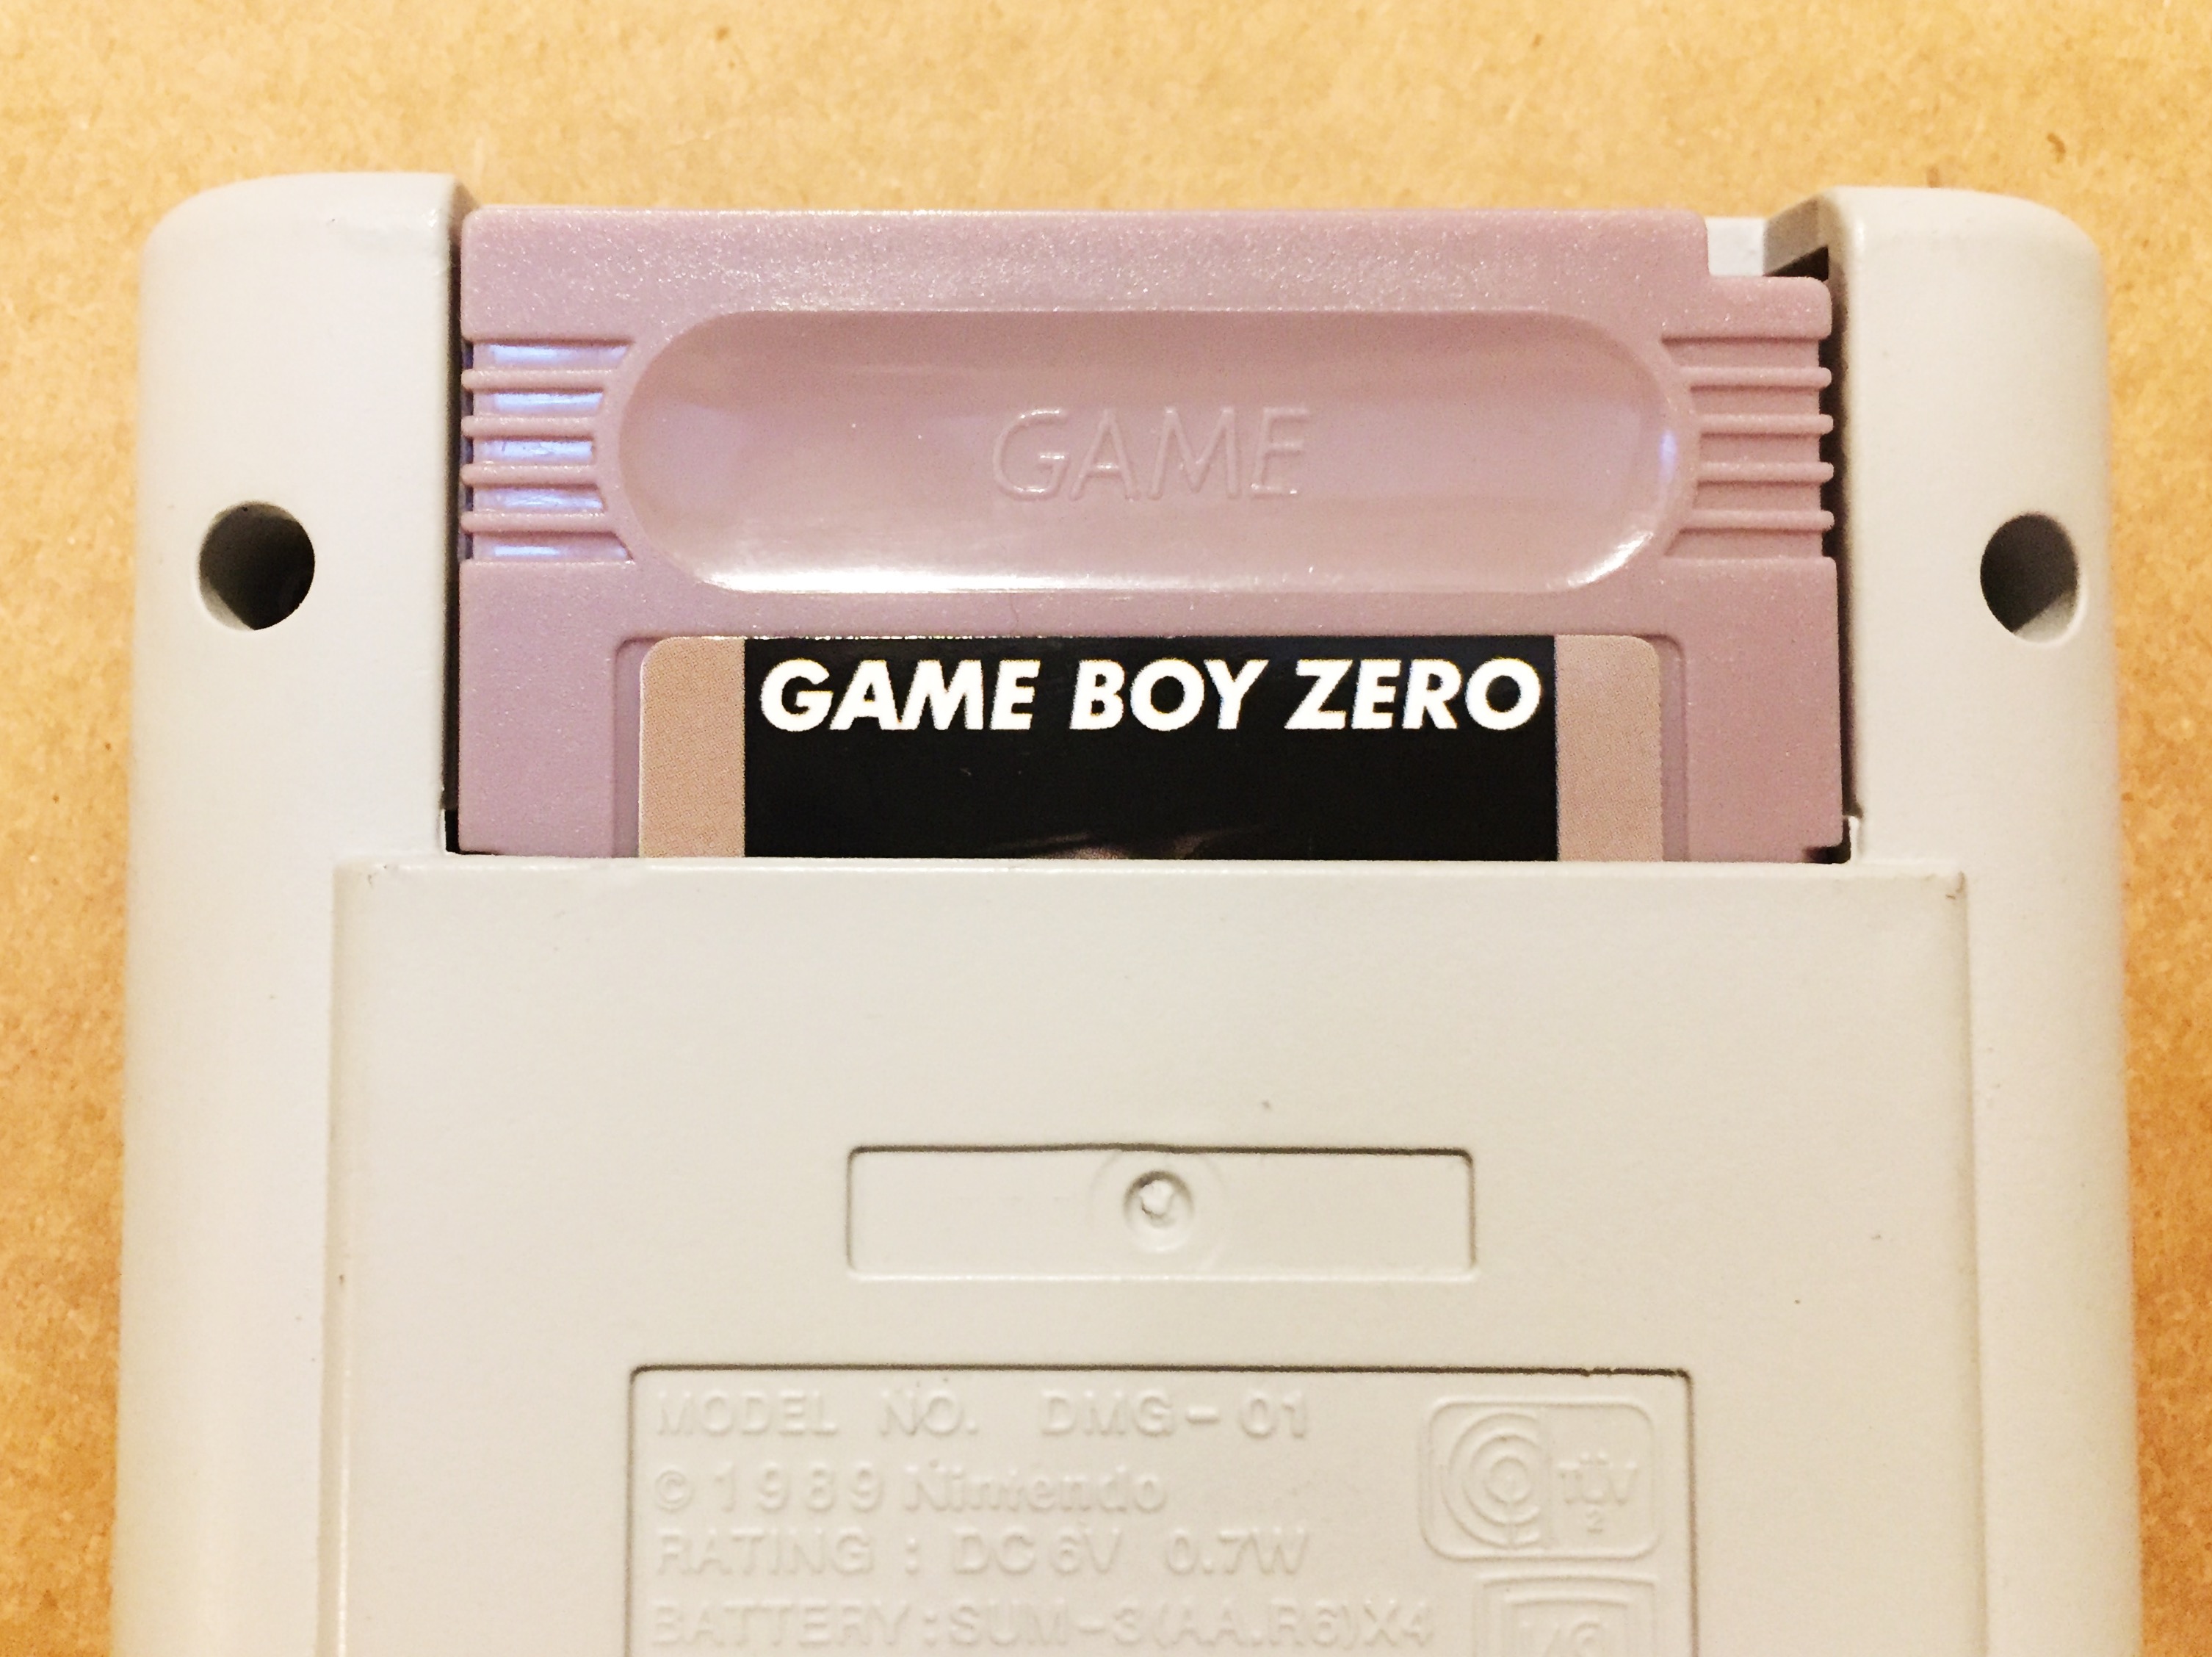 GAME
GAME BOY ZERO
MODEL NO. DMG-01
© 1989 Nintendo
RATING : DC 6V 0.7W
BATTERY:SUM-3(AA.R6)X4
TÜV